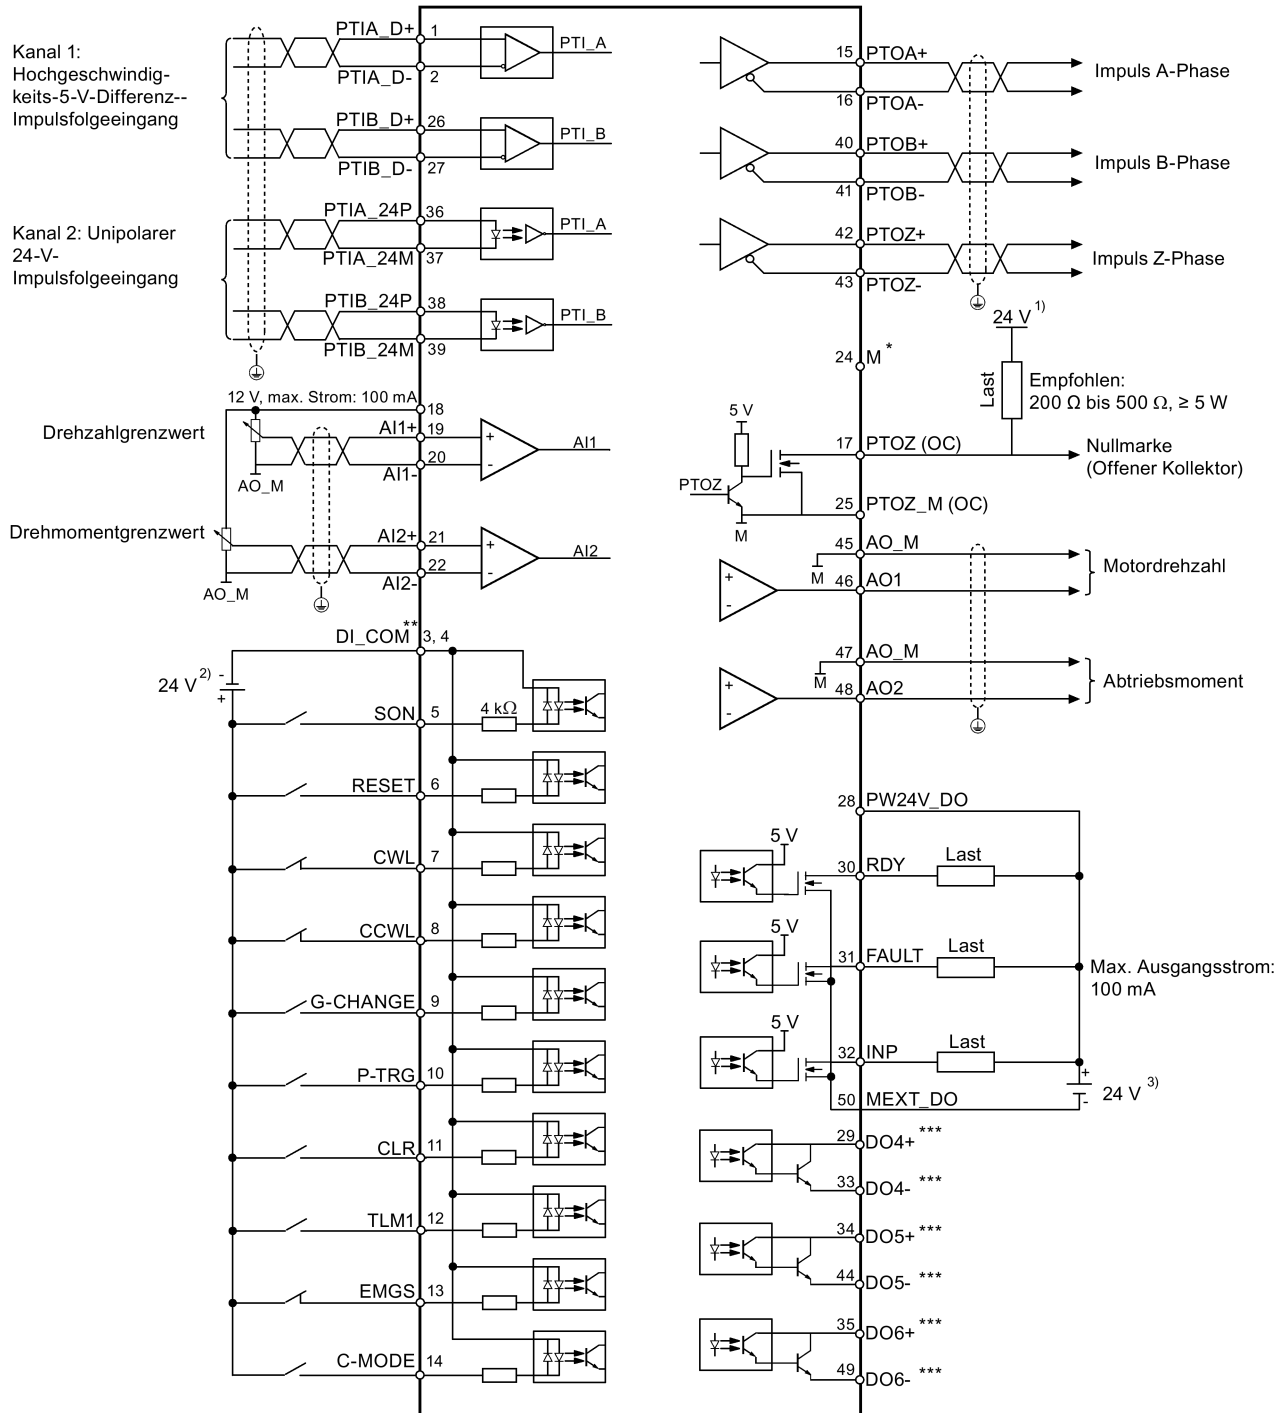 Kanal 1:
Hochgeschwindig-
keits-5-V-Differenz--
Impulsfolgeeingang
PTIA_D+ 1
PTIA_D- 2
PTI_A
PTIB_D+ 26
PTIB_D- 27
PTI_B
Kanal 2: Unipolarer
24-V-
Impulsfolgeeingang
PTIA_24P 36
PTIA_24M 37
PTI_A
PTIB_24P 38
PTIB_24M 39
PTI_B
12 V, max. Strom: 100 mA 18
Drehzahlgrenzwert
AI1+ 19
+
AI1- 20
-
AI1
AO_M
Drehmomentgrenzwert
AI2+ 21
+
AI2- 22
-
AI2
AO_M
DI_COM** 3, 4
24 V 2)
-
+
SON 5
4 kΩ
RESET 6
CWL 7
CCWL 8
G-CHANGE 9
P-TRG 10
CLR 11
TLM1 12
EMGS 13
C-MODE 14
15 PTOA+
16 PTOA-
Impuls A-Phase
40 PTOB+
41 PTOB-
Impuls B-Phase
42 PTOZ+
43 PTOZ-
Impuls Z-Phase
24 M *
24 V 1)
Last
Empfohlen:
200 Ω bis 500 Ω, ≥ 5 W
5 V
17 PTOZ (OC)
Nullmarke
(Offener Kollektor)
PTOZ
M
25 PTOZ_M (OC)
45 AO_M
M
+
-
46 AO1
Motordrehzahl
47 AO_M
M
+
-
48 AO2
Abtriebsmoment
28 PW24V_DO
5 V
30 RDY
Last
5 V
31 FAULT
Last
Max. Ausgangsstrom:
100 mA
5 V
32 INP
Last
+
24 V 3)
-
50 MEXT_DO
29 DO4+ ***
33 DO4- ***
34 DO5+ ***
44 DO5- ***
35 DO6+ ***
49 DO6- ***